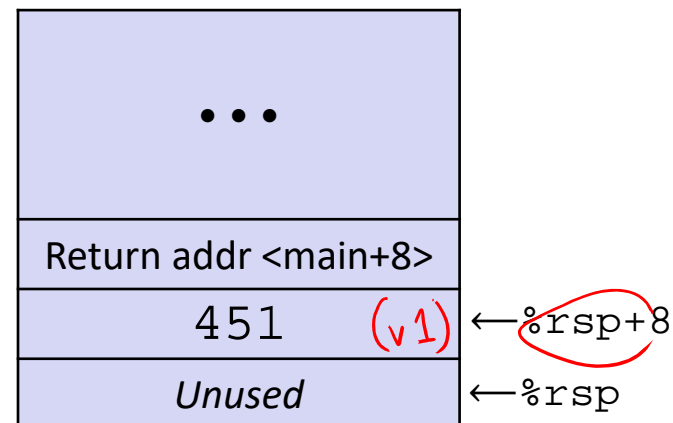 •••
Return addr <main+8>
451 (v1) ←%rsp+8
Unused ←%rsp